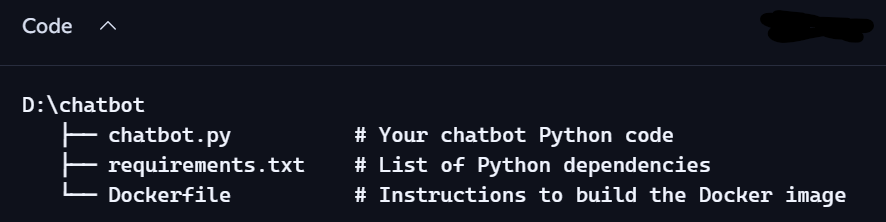 Code
D:\chatbot
├── chatbot.py # Your chatbot Python code
├── requirements.txt # List of Python dependencies
└── Dockerfile # Instructions to build the Docker image